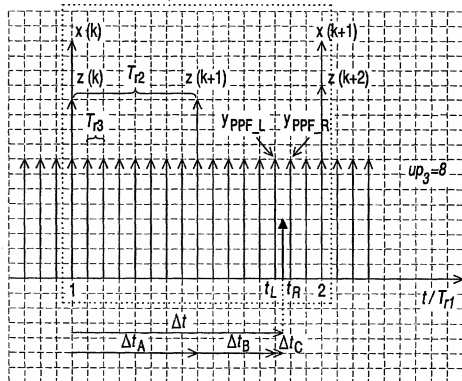 x (k) x (k+1)
z (k) T_r2 z (k+1) z (k+2)
T_r3 y_PPF_L y_PPF_R
up_3=8
1 t_L t_R 2 t/T_r1
Δt
Δt_A Δt_B Δt_C